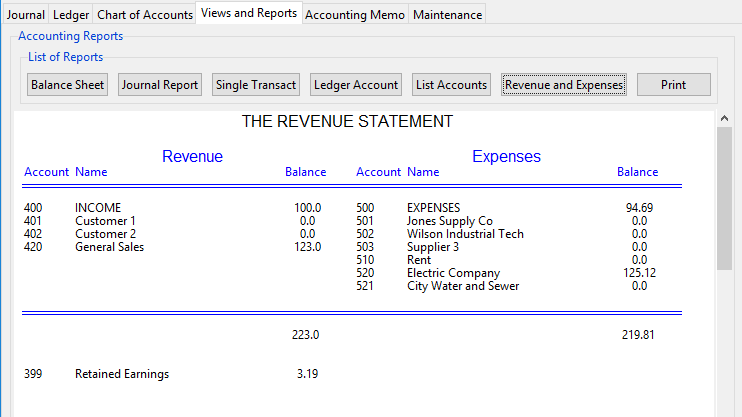 Journal Ledger Chart of Accounts Views and Reports Accounting Memo Maintenance
Accounting Reports
List of Reports
Balance Sheet Journal Report Single Transact Ledger Account List Accounts Revenue and Expenses Print
THE REVENUE STATEMENT
Revenue Expenses
Account Name Balance Account Name Balance
400 INCOME 100.0 500 EXPENSES 94.69
401 Customer 1 0.0 501 Jones Supply Co 0.0
402 Customer 2 0.0 502 Wilson Industrial Tech 0.0
420 General Sales 123.0 503 Supplier 3 0.0
510 Rent 0.0
520 Electric Company 125.12
521 City Water and Sewer 0.0
223.0 219.81
399 Retained Earnings 3.19